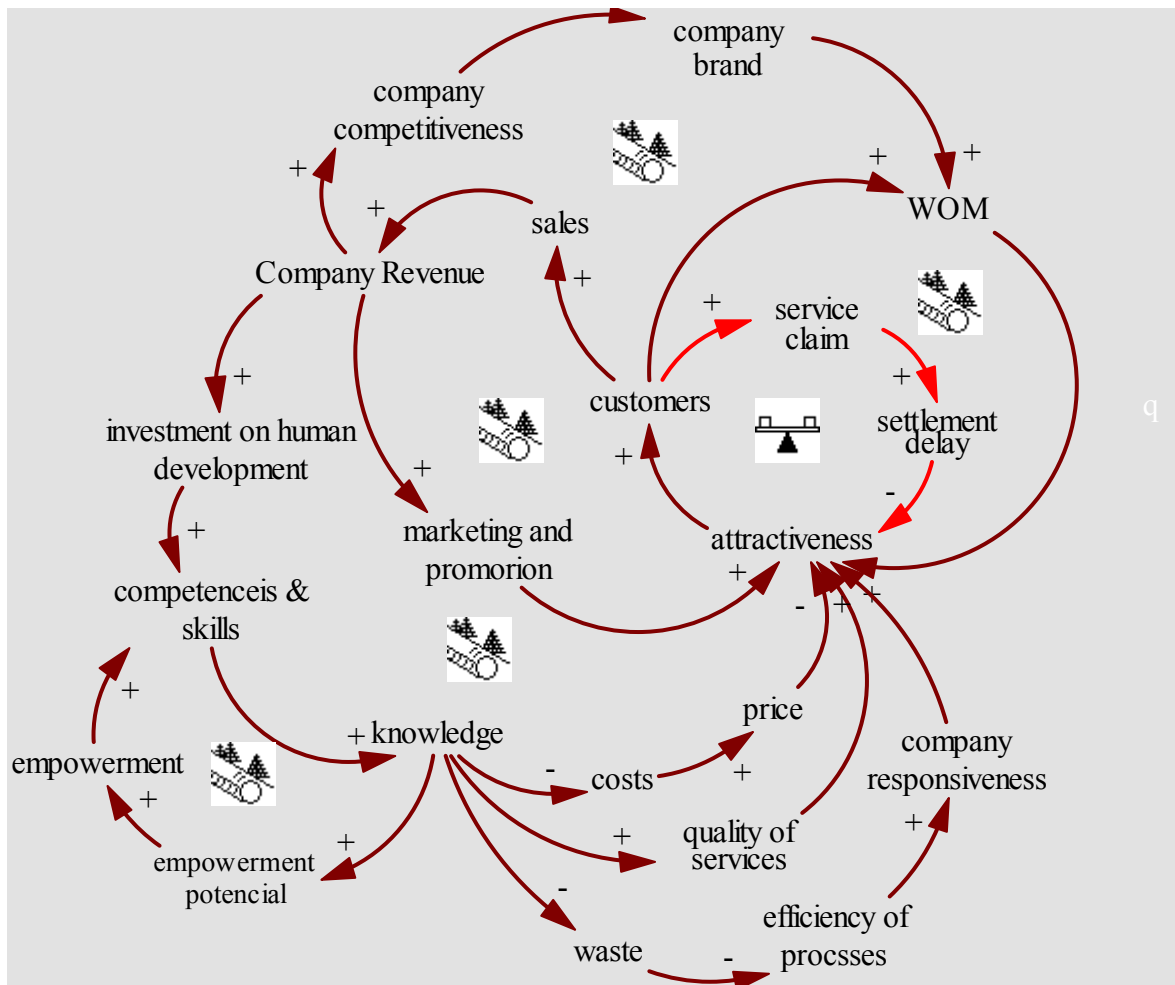 company
brand
company
competitiveness
+
+
+
+
WOM
sales
+
Company Revenue
+
+
service
claim
+
+
customers
q
investment on human
development
settlement
delay
+
+
-
+
marketing and
promorion
attractiveness
+
-
+
+
competenceis &
skills
+
price
+ knowledge
company
responsiveness
empowerment
-
costs
+
+
+
quality of
services
+
+
empowerment
potencial
-
efficiency of
procsses
waste
-